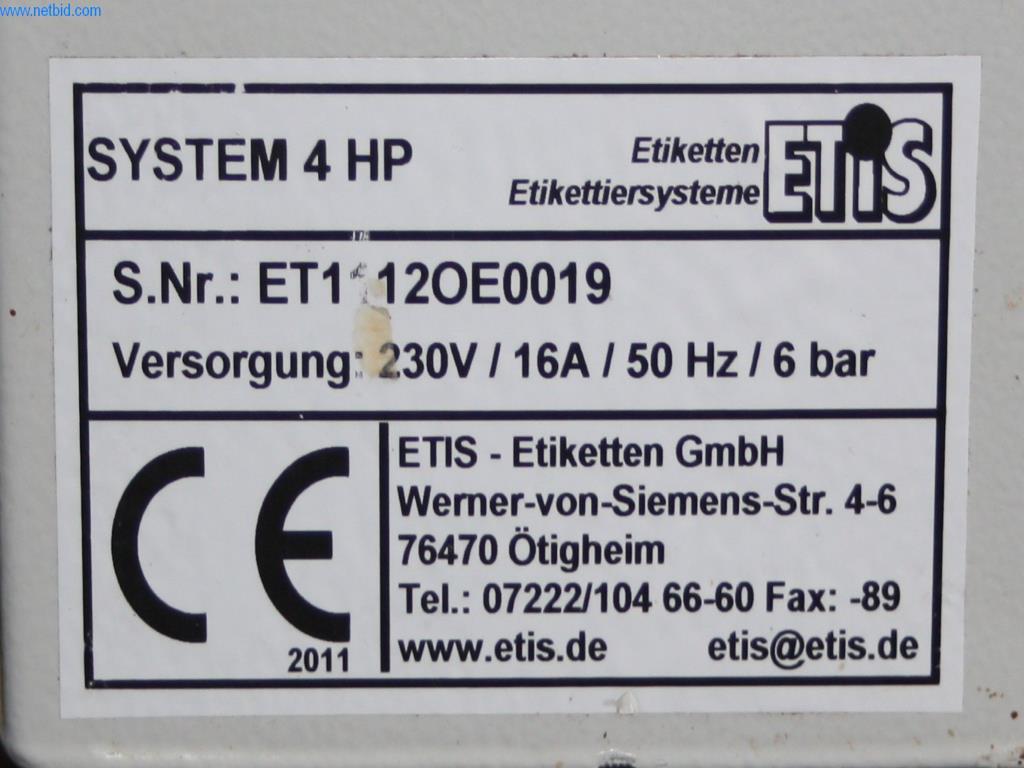 www.netbid.com
SYSTEM 4 HP
Etiketten
Etikettiersysteme
ETiS
S.Nr.: 
Versorgung: 230V / 16A / 50 Hz / 6 bar
CE
2011
ETIS - Etiketten GmbH
Werner-von-Siemens-Str. 4-6
76470 Ötigheim
Tel.: 07222/104 66-60 Fax: -89
www.etis.de etis@etis.de